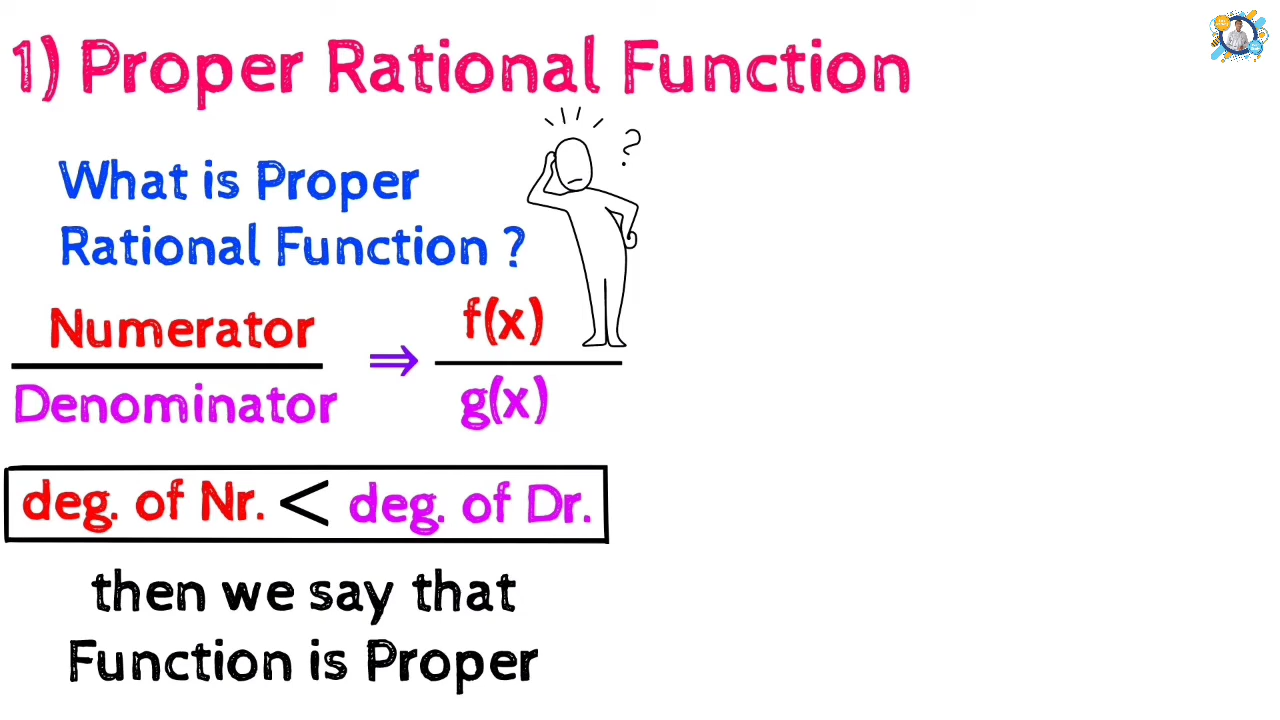 1) Proper Rational Function
What is Proper
Rational Function ?
?
Numerator
Denominator
⇒
f(x)
g(x)
deg. of Nr. < deg. of Dr.
then we say that
Function is Proper